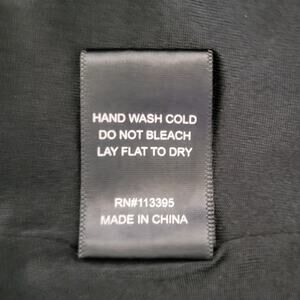 HAND WASH COLD
DO NOT BLEACH
LAY FLAT TO DRY
RN#113395
MADE IN CHINA